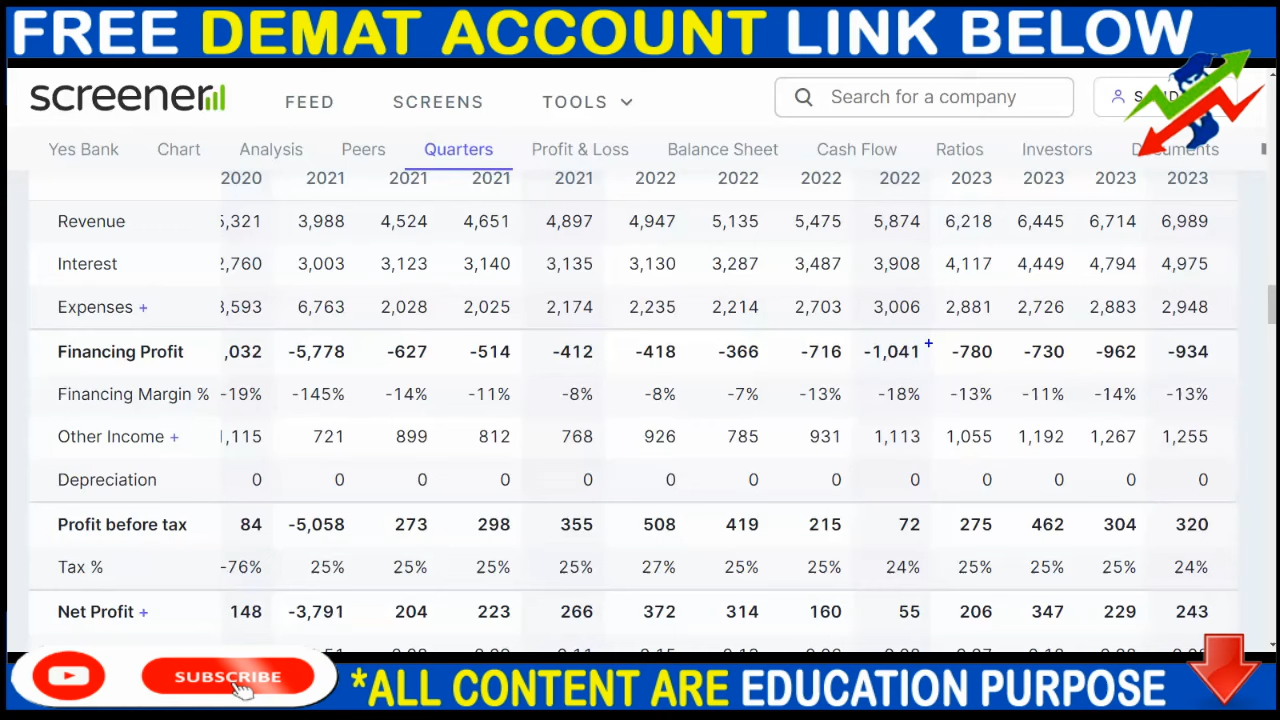 FREE DEMAT ACCOUNT LINK BELOW
screener
FEED SCREENS TOOLS Search for a company
Yes Bank Chart Analysis Peers Quarters Profit & Loss Balance Sheet Cash Flow Ratios Investors Documents
2020 2021 2021 2021 2021 2022 2022 2022 2022 2023 2023 2023 2023
Revenue 5,321 3,988 4,524 4,651 4,897 4,947 5,135 5,475 5,874 6,218 6,445 6,714 6,989
Interest 2,760 3,003 3,123 3,140 3,135 3,130 3,287 3,487 3,908 4,117 4,449 4,794 4,975
Expenses + 3,593 6,763 2,028 2,025 2,174 2,235 2,214 2,703 3,006 2,881 2,726 2,883 2,948
Financing Profit ,032 -5,778 -627 -514 -412 -418 -366 -716 -1,041 -780 -730 -962 -934
Financing Margin % -19% -145% -14% -11% -8% -8% -7% -13% -18% -13% -11% -14% -13%
Other Income + 1,115 721 899 812 768 926 785 931 1,113 1,055 1,192 1,267 1,255
Depreciation 0 0 0 0 0 0 0 0 0 0 0 0 0
Profit before tax 84 -5,058 273 298 355 508 419 215 72 275 462 304 320
Tax % -76% 25% 25% 25% 25% 27% 25% 25% 24% 25% 25% 25% 24%
Net Profit + 148 -3,791 204 223 266 372 314 160 55 206 347 229 243
SUBSCRIBE
*ALL CONTENT ARE EDUCATION PURPOSE